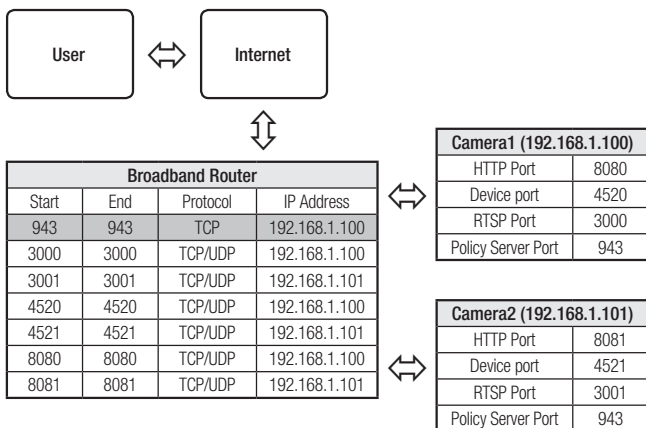 User
Internet
Broadband Router
Start End Protocol IP Address
943 943 TCP 192.168.1.100
3000 3000 TCP/UDP 192.168.1.100
3001 3001 TCP/UDP 192.168.1.101
4520 4520 TCP/UDP 192.168.1.100
4521 4521 TCP/UDP 192.168.1.101
8080 8080 TCP/UDP 192.168.1.100
8081 8081 TCP/UDP 192.168.1.101
Camera1 (192.168.1.100)
HTTP Port 8080
Device port 4520
RTSP Port 3000
Policy Server Port 943
Camera2 (192.168.1.101)
HTTP Port 8081
Device port 4521
RTSP Port 3001
Policy Server Port 943